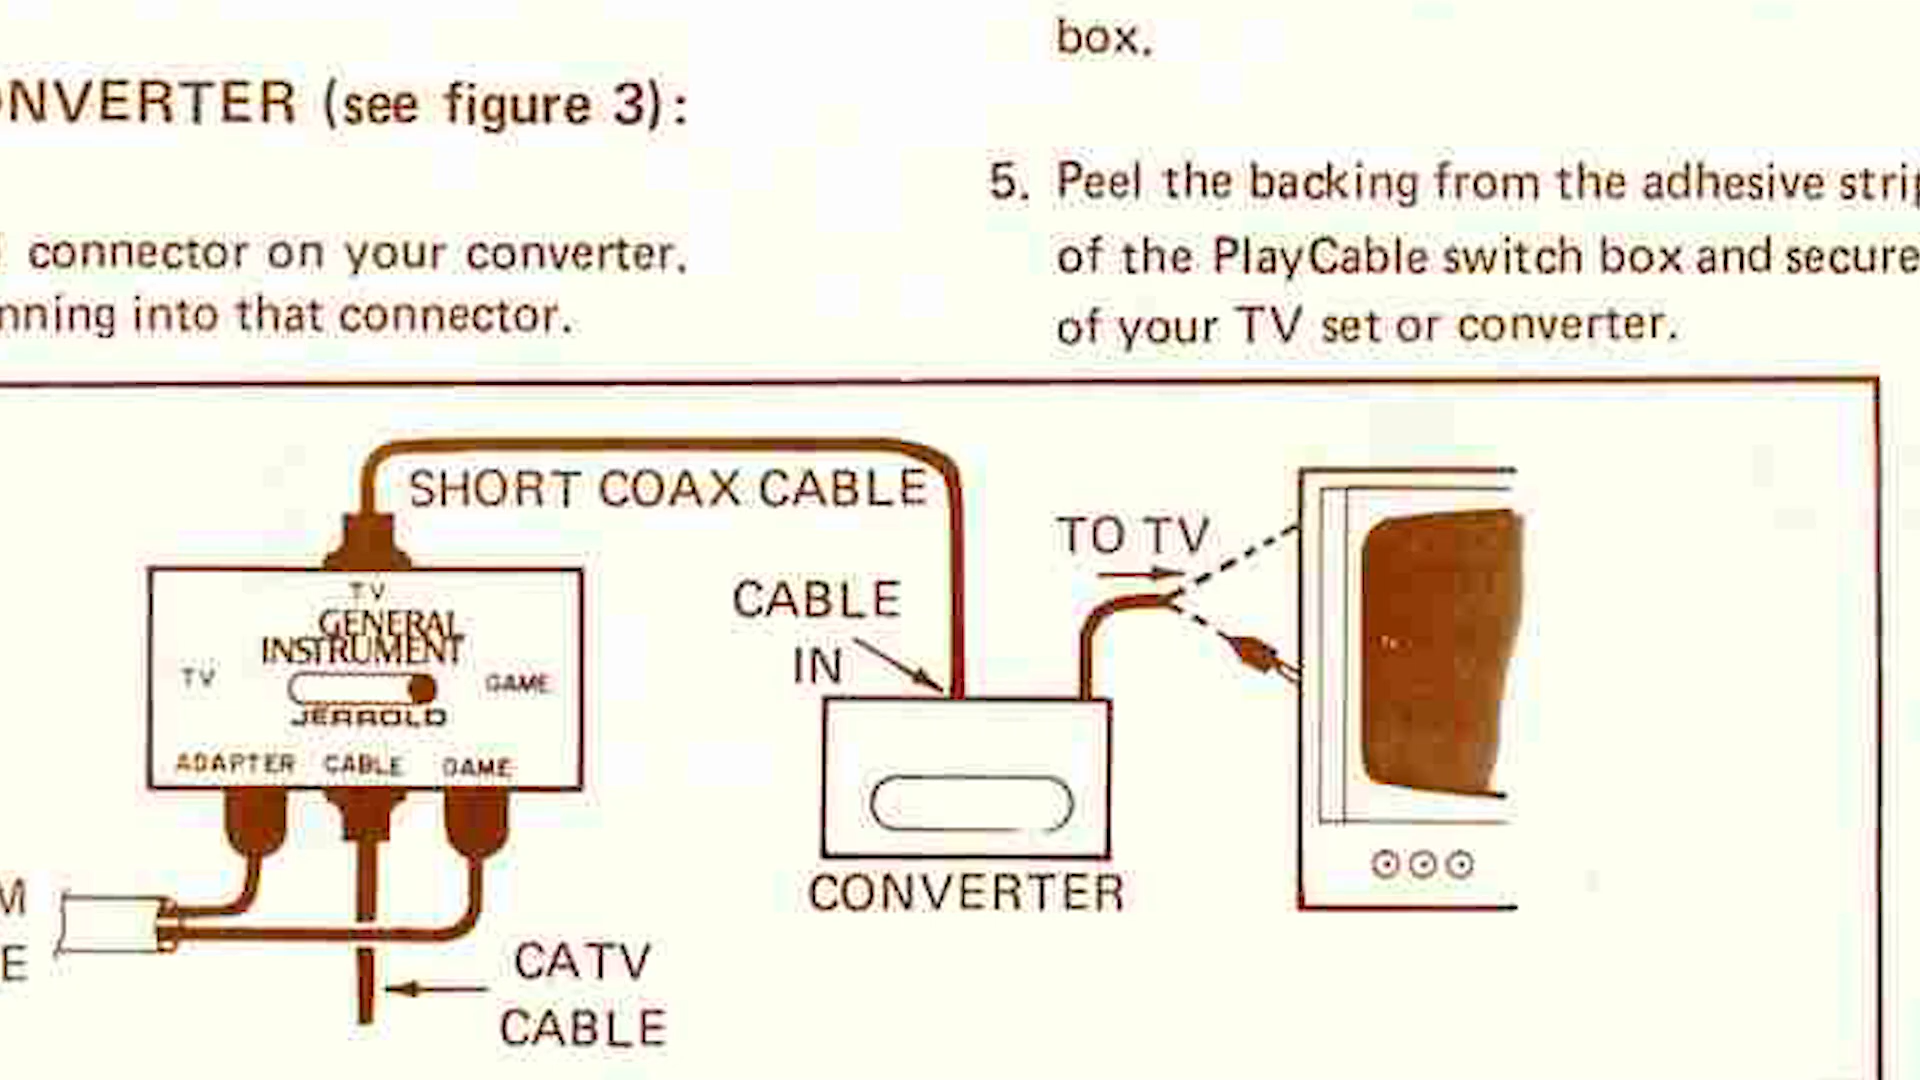 ONVERTER (see figure 3):
connector on your converter.
nning into that connector.
box.
5. Peel the backing from the adhesive strip
of the PlayCable switch box and secure
of your TV set or converter.
SHORT COAX CABLE
TV
GENERAL
INSTRUMENT
TV
GAME
JERROLD
ADAPTER CABLE GAME
M
E
CATV
CABLE
CABLE
IN
CONVERTER
TO TV